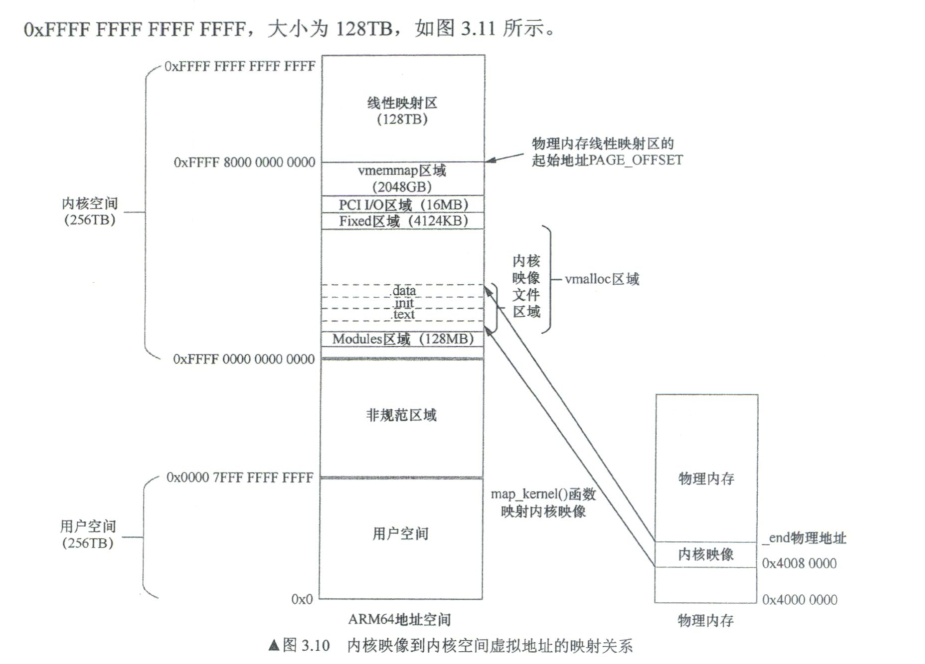 0xFFFF FFFF FFFF FFFF，大小为 128TB，如图 3.11 所示。
0xFFFF FFFF FFFF FFFF
线性映射区
(128TB)
物理内存线性映射区的
起始地址PAGE_OFFSET
0xFFFF 8000 0000 0000
vmemmap区域
(2048GB)
内核空间
(256TB)
PCI I/O区域（16MB）
Fixed区域（4124KB）
内核
映像
文件
区域
vmalloc区域
.data
.init
.text
Modules区域（128MB）
0xFFFF 0000 0000 0000
非规范区域
0x0000 7FFF FFFF FFFF
物理内存
map_kernel()函数
映射内核映像
用户空间
(256TB)
用户空间
_end物理地址
内核映像
0x4008 0000
0x0
0x4000 0000
ARM64地址空间
物理内存
▲图 3.10 内核映像到内核空间虚拟地址的映射关系